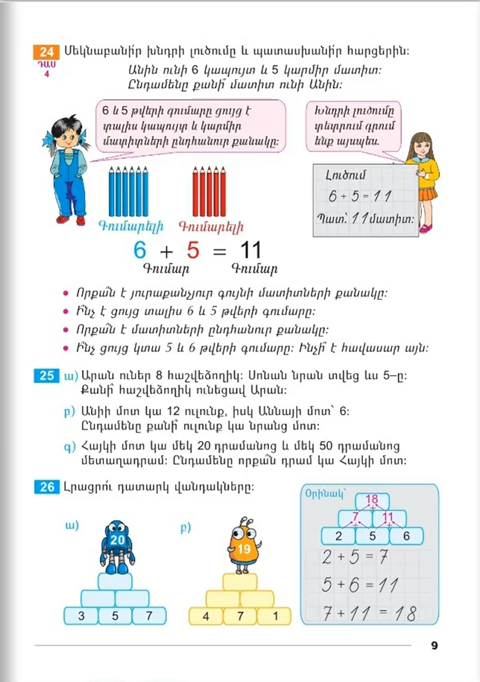 24 Մեկնաբանի՛ր խնդրի լուծումը և պատասխանի՛ր հարցերին։
ԴԱՍ
4
Անին ունի 6 կապույտ և 5 կարմիր մատիտ։
Ընդամենը քանի՞ մատիտ ունի Անին։
6 և 5 թվերի գումարը ցույց է
տալիս կապույտ և կարմիր
մատիտների ընդհանուր քանակը։
Խնդրի լուծումը
տետրում գրում
ենք այսպես.
Լուծում
6 + 5 = 11
Պատ՝ 11 մատիտ։
Գումարելի Գումարելի
6 + 5 = 11
Գումար Գումար
• Որքա՞ն է յուրաքանչյուր գույնի մատիտների քանակը։
• Ի՞նչ է ցույց տալիս 6 և 5 թվերի գումարը։
• Որքա՞ն է մատիտների ընդհանուր քանակը։
• Ի՞նչ ցույց կտա 5 և 6 թվերի գումարը։ Ինչի՞ է հավասար այն։
25 ա) Արան ուներ 8 հաշվեձողիկ։ Սոնան նրան տվեց ևս 5–ը։
Քանի՞ հաշվեձողիկ ունեցավ Արան։
բ) Անիի մոտ կա 12 ուլունք, իսկ Աննայի մոտ՝ 6։
Ընդամենը քանի՞ ուլունք կա նրանց մոտ։
գ) Հայկի մոտ կա մեկ 20 դրամանոց և մեկ 50 դրամանոց
մետաղադրամ։ Ընդամենը որքա՞ն դրամ կա Հայկի մոտ։
26 Լրացրո՛ւ դատարկ վանդակները։
ա)
20
3 5 7
բ)
19
4 7 1
Օրինակ՝
18
7 + 11
2 5 6
2 + 5 = 7
5 + 6 = 11
7 + 11 = 18
9